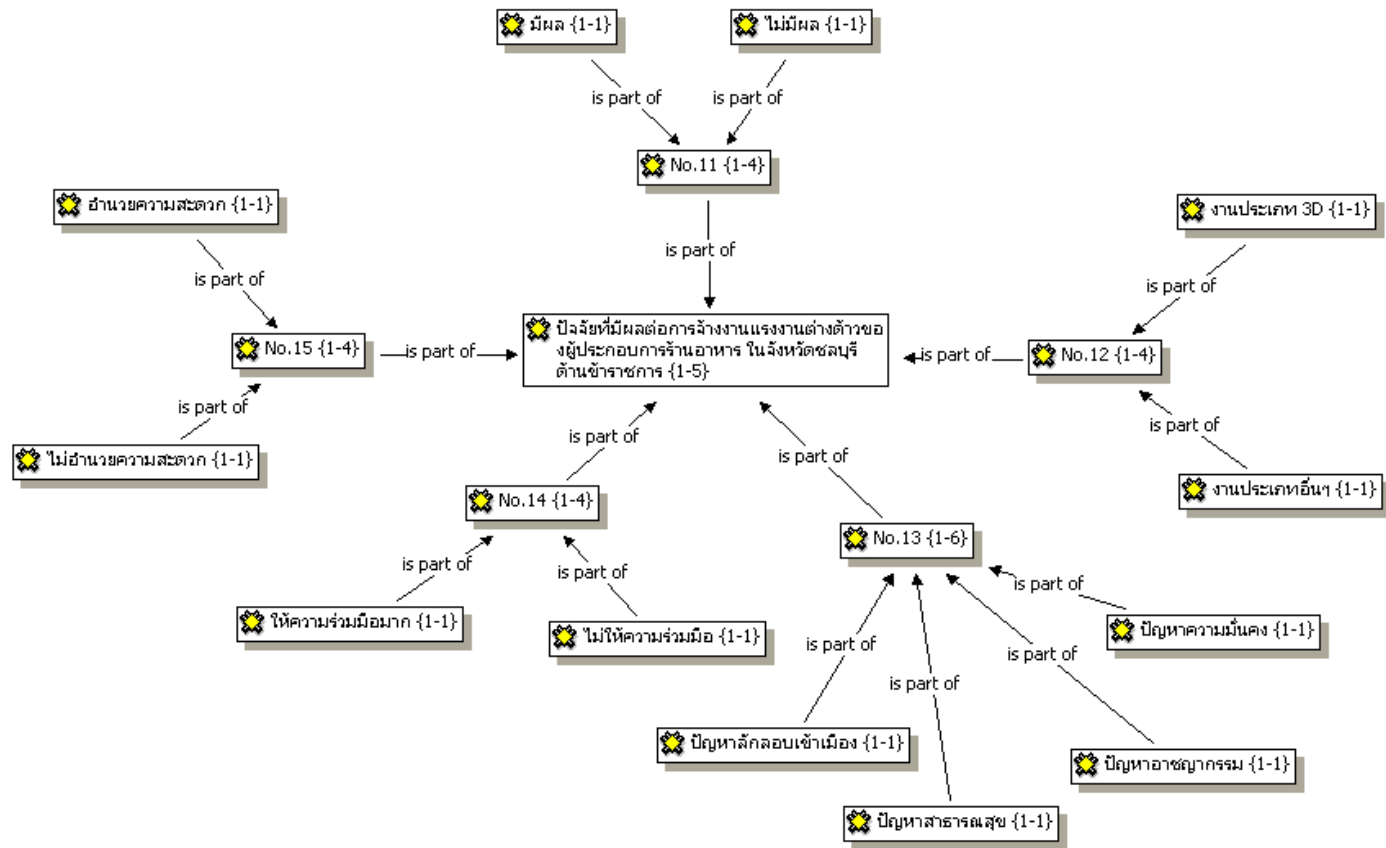 มีผล {1-1}
ไม่มีผล {1-1}
is part of
is part of
No.11 {1-4}
อำนวยความสะดวก {1-1}
งานประเภท 3D {1-1}
is part of
is part of
is part of
ปัจจัยที่มีผลต่อการจ้างงานแรงงานต่างด้าวขอ
งผู้ประกอบการร้านอาหาร ในจังหวัดชลบุรี
ด้านข้าราชการ {1-5}
No.15 {1-4}
is part of
is part of
No.12 {1-4}
is part of
is part of
is part of
is part of
ไม่อำนวยความสะดวก {1-1}
No.14 {1-4}
งานประเภทอื่นๆ {1-1}
No.13 {1-6}
is part of
is part of
is part of
ให้ความร่วมมือมาก {1-1}
ไม่ให้ความร่วมมือ {1-1}
ปัญหาความมั่นคง {1-1}
is part of
is part of
is part of
ปัญหาลักลอบเข้าเมือง {1-1}
ปัญหาอาชญากรรม {1-1}
ปัญหาสาธารณสุข {1-1}